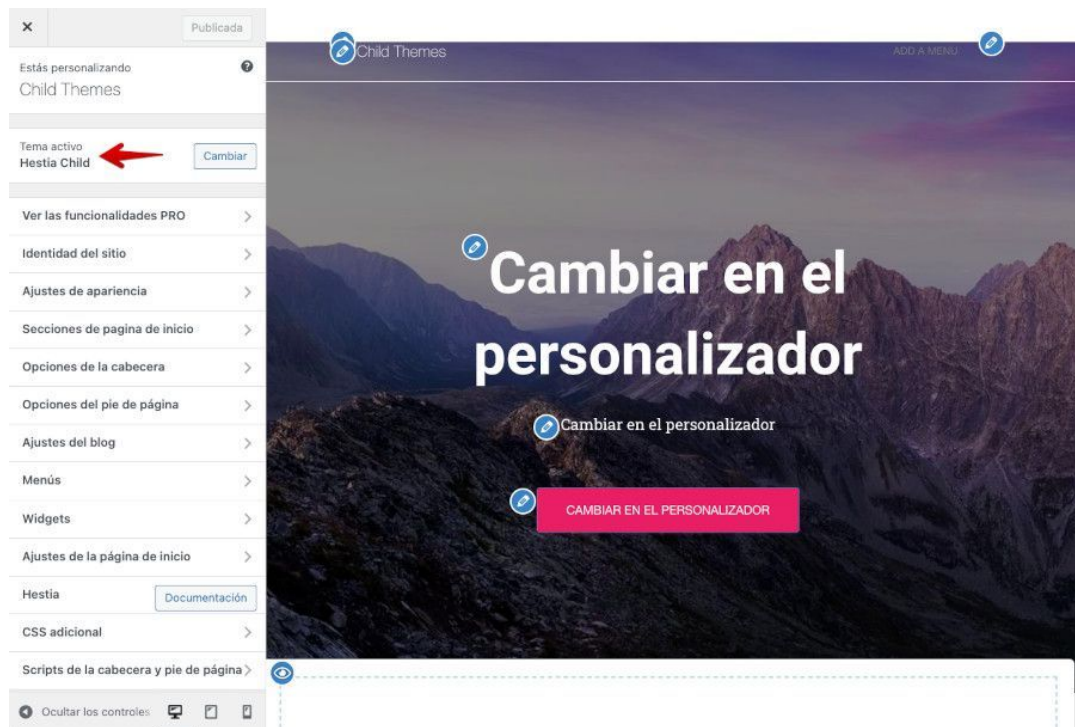 Publicada
Estás personalizando
Child Themes
Tema activo
Hestia Child
Cambiar
Ver las funcionalidades PRO
Identidad del sitio
Ajustes de apariencia
Secciones de pagina de inicio
Opciones de la cabecera
Opciones del pie de página
Ajustes del blog
Menús
Widgets
Ajustes de la página de inicio
Hestia
Documentación
CSS adicional
Scripts de la cabecera y pie de página
Ocultar los controles
Child Themes
ADD A MENU
Cambiar en el
personalizador
Cambiar en el personalizador
CAMBIAR EN EL PERSONALIZADOR